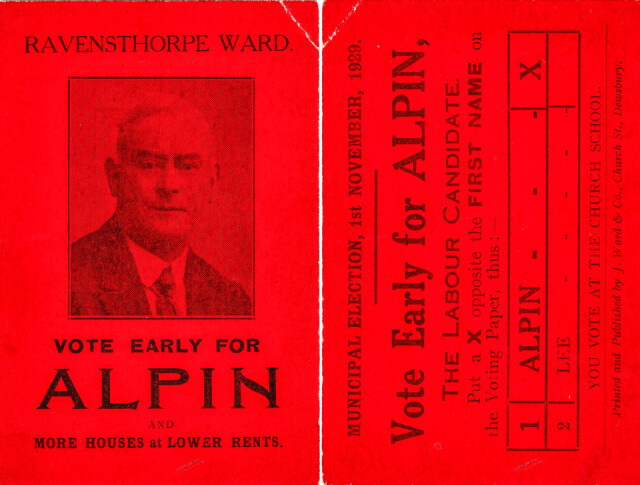 RAVENSTHORPE WARD.
VOTE EARLY FOR
ALPIN
AND
MORE HOUSES at LOWER RENTS.
MUNICIPAL ELECTION, 1st NOVEMBER, 1929.
Vote Early for ALPIN,
THE LABOUR CANDIDATE.
Put a X opposite the FIRST NAME on
the Voting Paper, thus :—
1 ALPIN - - - X
2 LEE - - - -
YOU VOTE AT THE CHURCH SCHOOL.
Printed and Published by J. Ward & Co., Church St., Dewsbury.